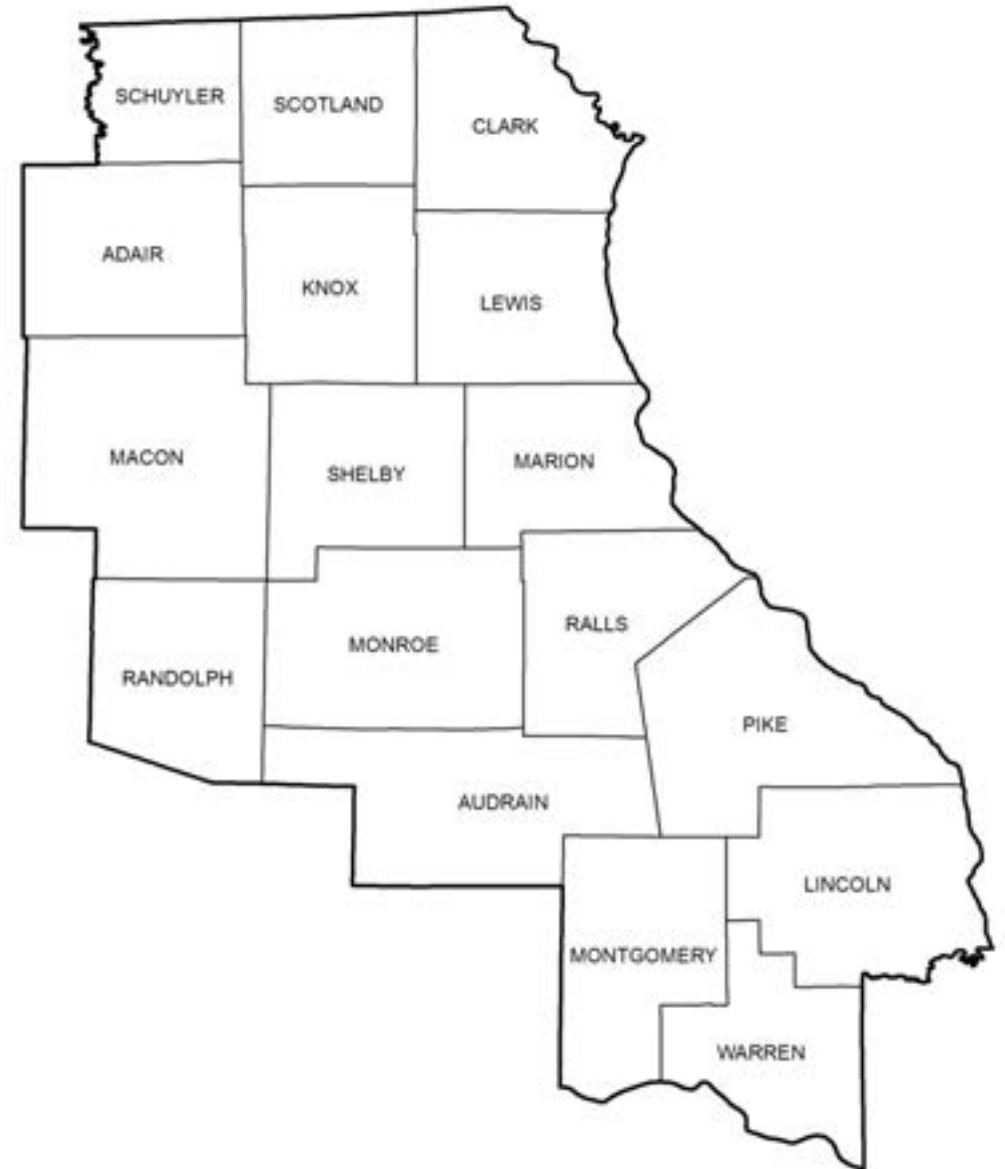 SCHUYLER
SCOTLAND
CLARK
ADAIR
KNOX
LEWIS
MACON
SHELBY
MARION
RALLS
MONROE
RANDOLPH
PIKE
AUDRAIN
LINCOLN
MONTGOMERY
WARREN